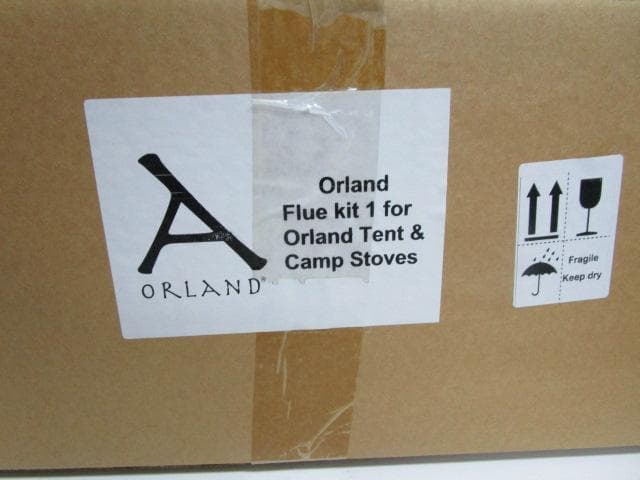 Orland
Flue kit 1 for
Orland Tent &
Camp Stoves
ORLAND®
Fragile
Keep dry